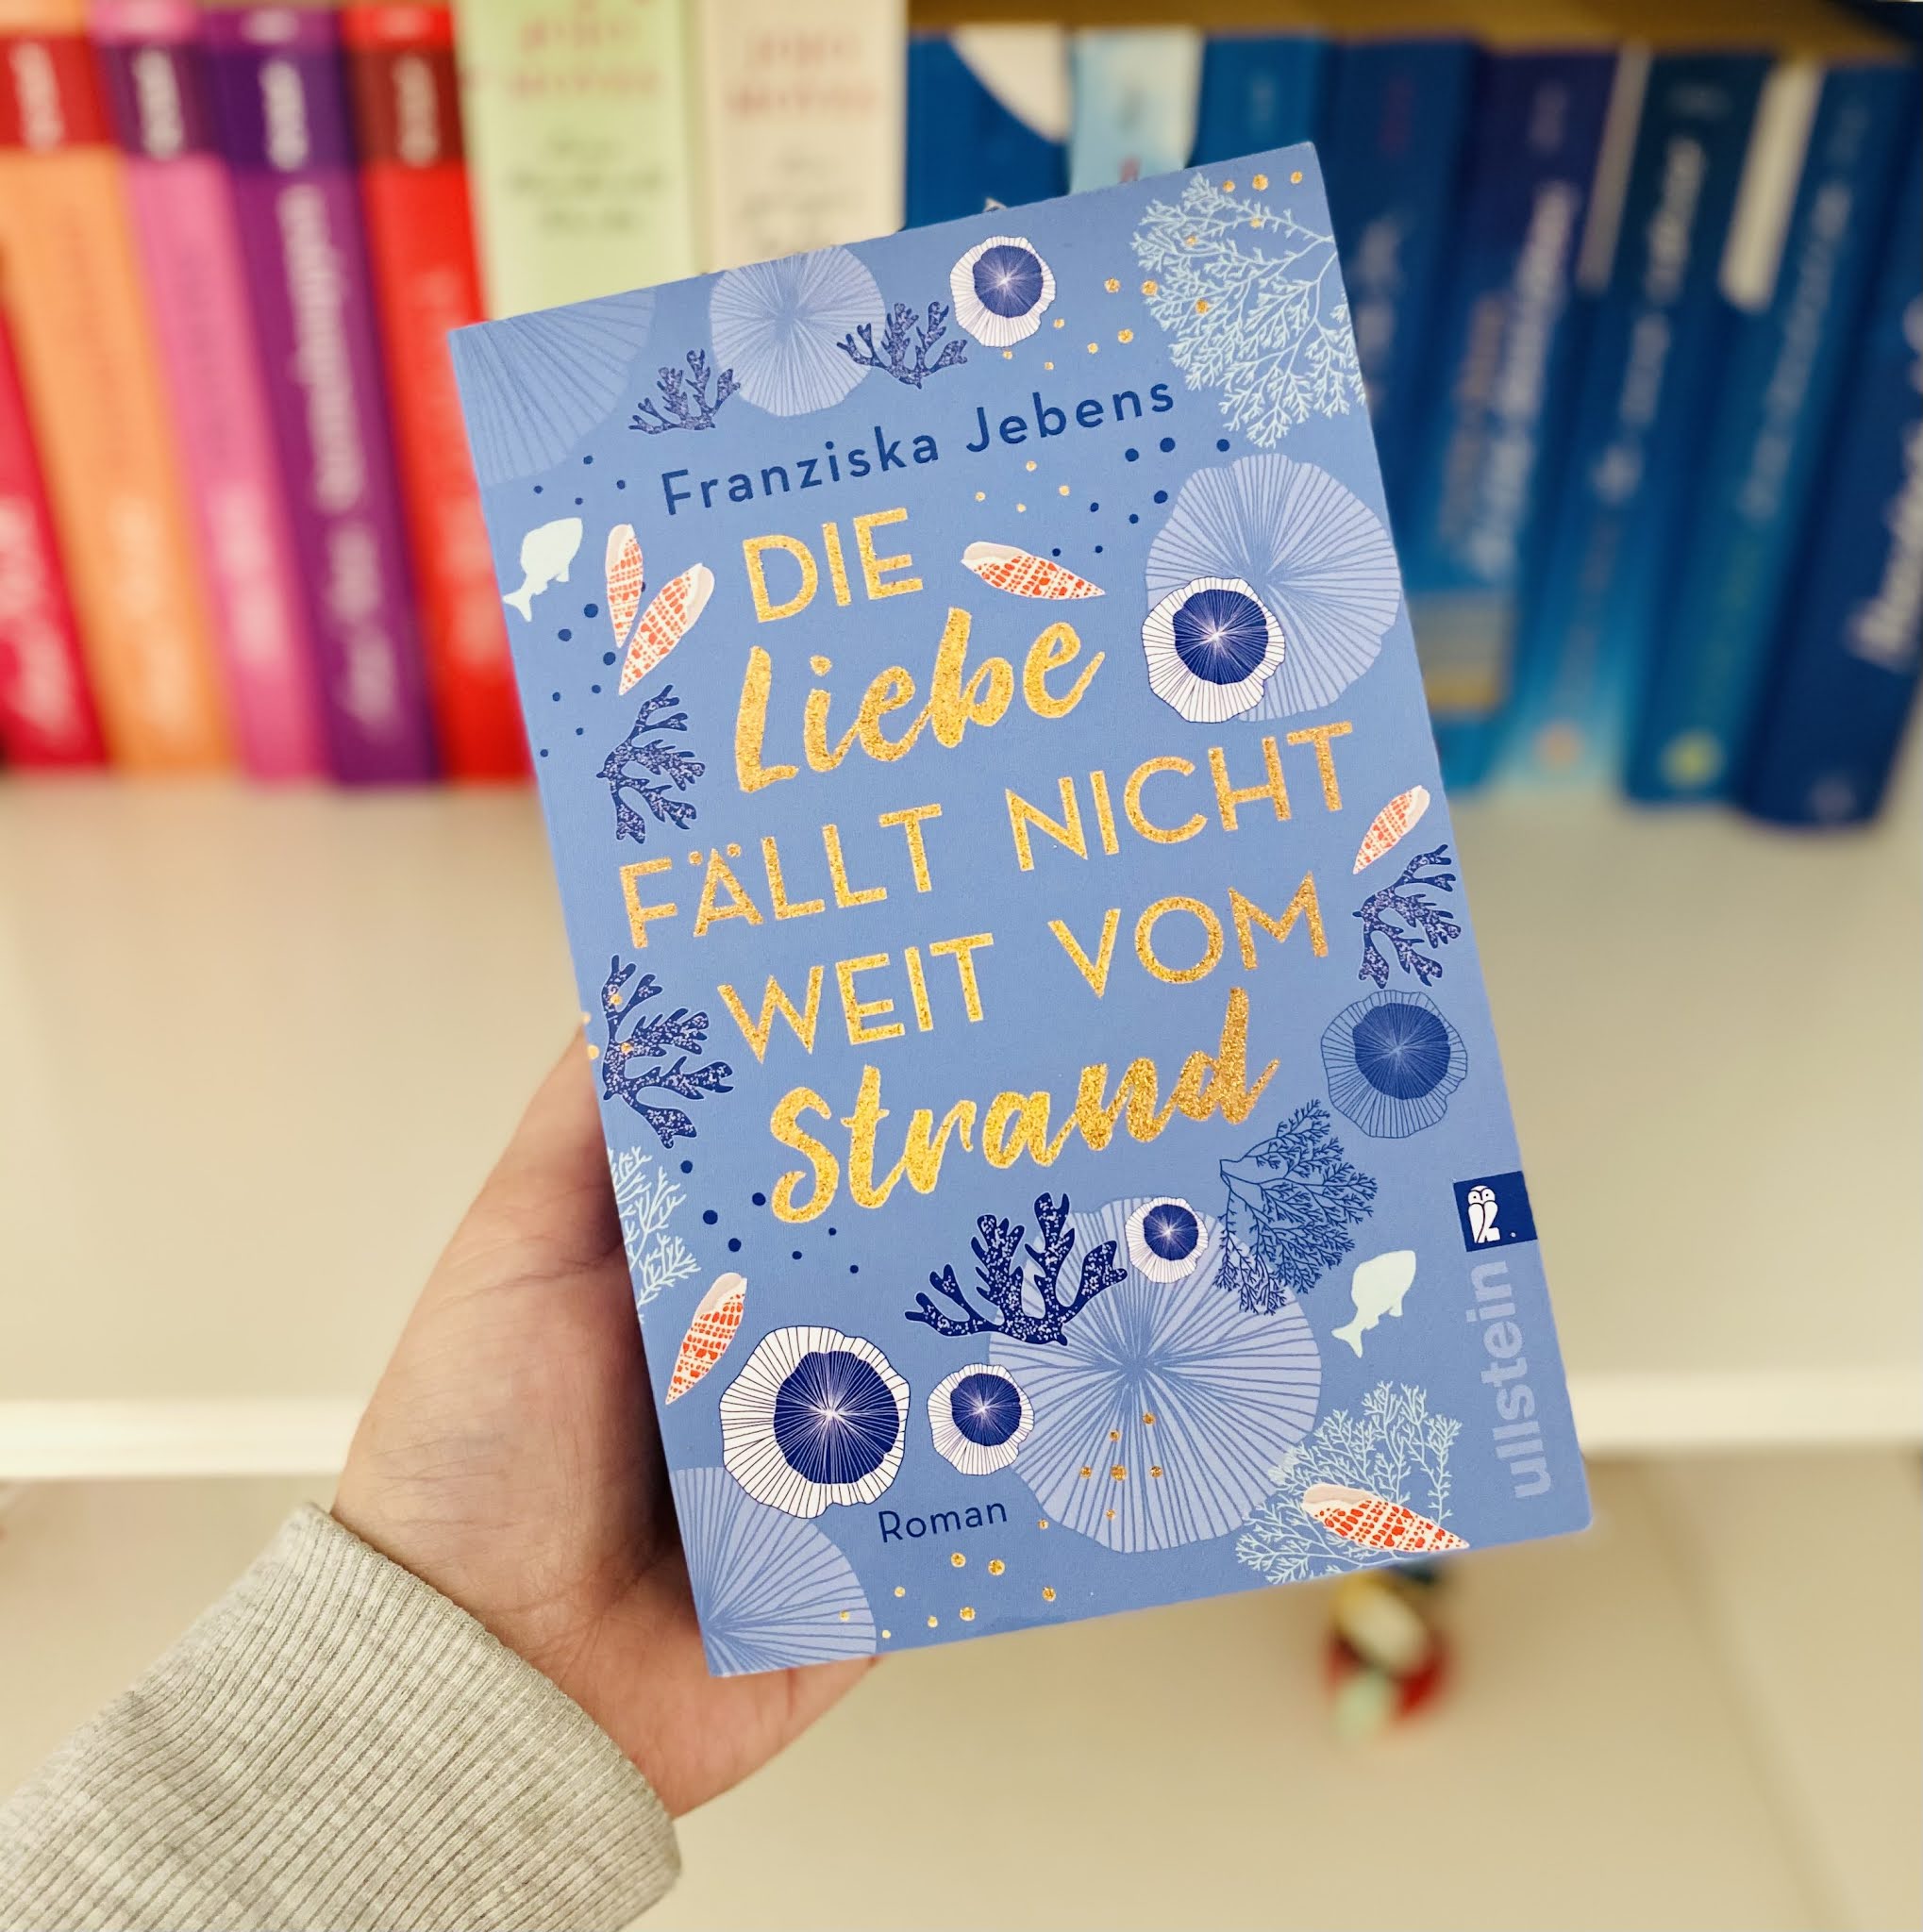 Franziska Jebens
DIE
Liebe
FÄLLT NICHT
WEIT VOM
Strand
Roman
ullstein